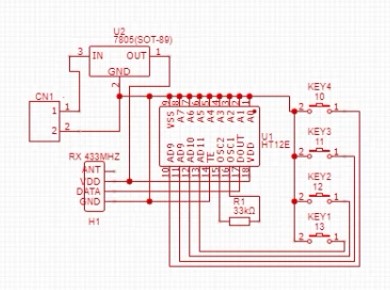 U2
7805(SOT-89)
3 IN OUT 1
GND
2
CN1
1 1
2 2
9 8 7 6 5 4 3 2 1
VSS A7 A6 A5 A4 A3 A2 A1 A0
U1
HT12E
AD9 AD10 AD11 TE OSC2 OSC1 DOUT VDD
10 11 12 13 14 15 16 17 18
RX 433MHZ
ANT
VDD
DATA
GND
H1
R1
33kΩ
KEY4
10
2 1
KEY3
11
2 1
KEY2
12
2 1
KEY1
13
2 1